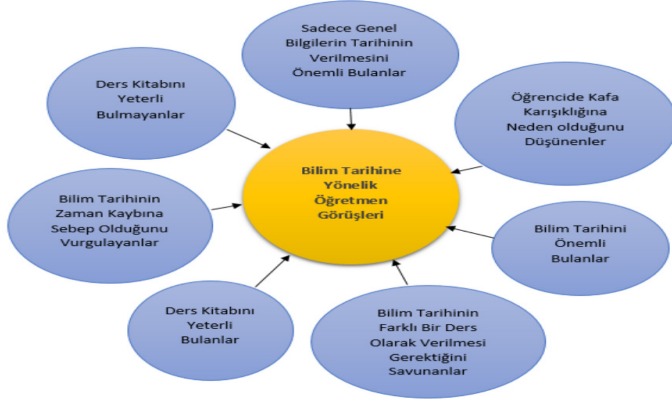 Sadece Genel
Bilgilerin Tarihinin
Verilmesini
Önemli Bulanlar
Ders Kitabını
Yeterli
Bulmayanlar
Öğrencide Kafa
Karışıklığına
Neden olduğunu
Düşünenler
Bilim Tarihine
Yönelik
Öğretmen
Görüşleri
Bilim Tarihinin
Zaman Kaybına
Sebep Olduğunu
Vurgulayanlar
Bilim Tarihini
Önemli
Bulanlar
Ders Kitabını
Yeterli
Bulanlar
Bilim Tarihinin
Farklı Bir Ders
Olarak Verilmesi
Gerektiğini
Savunanlar